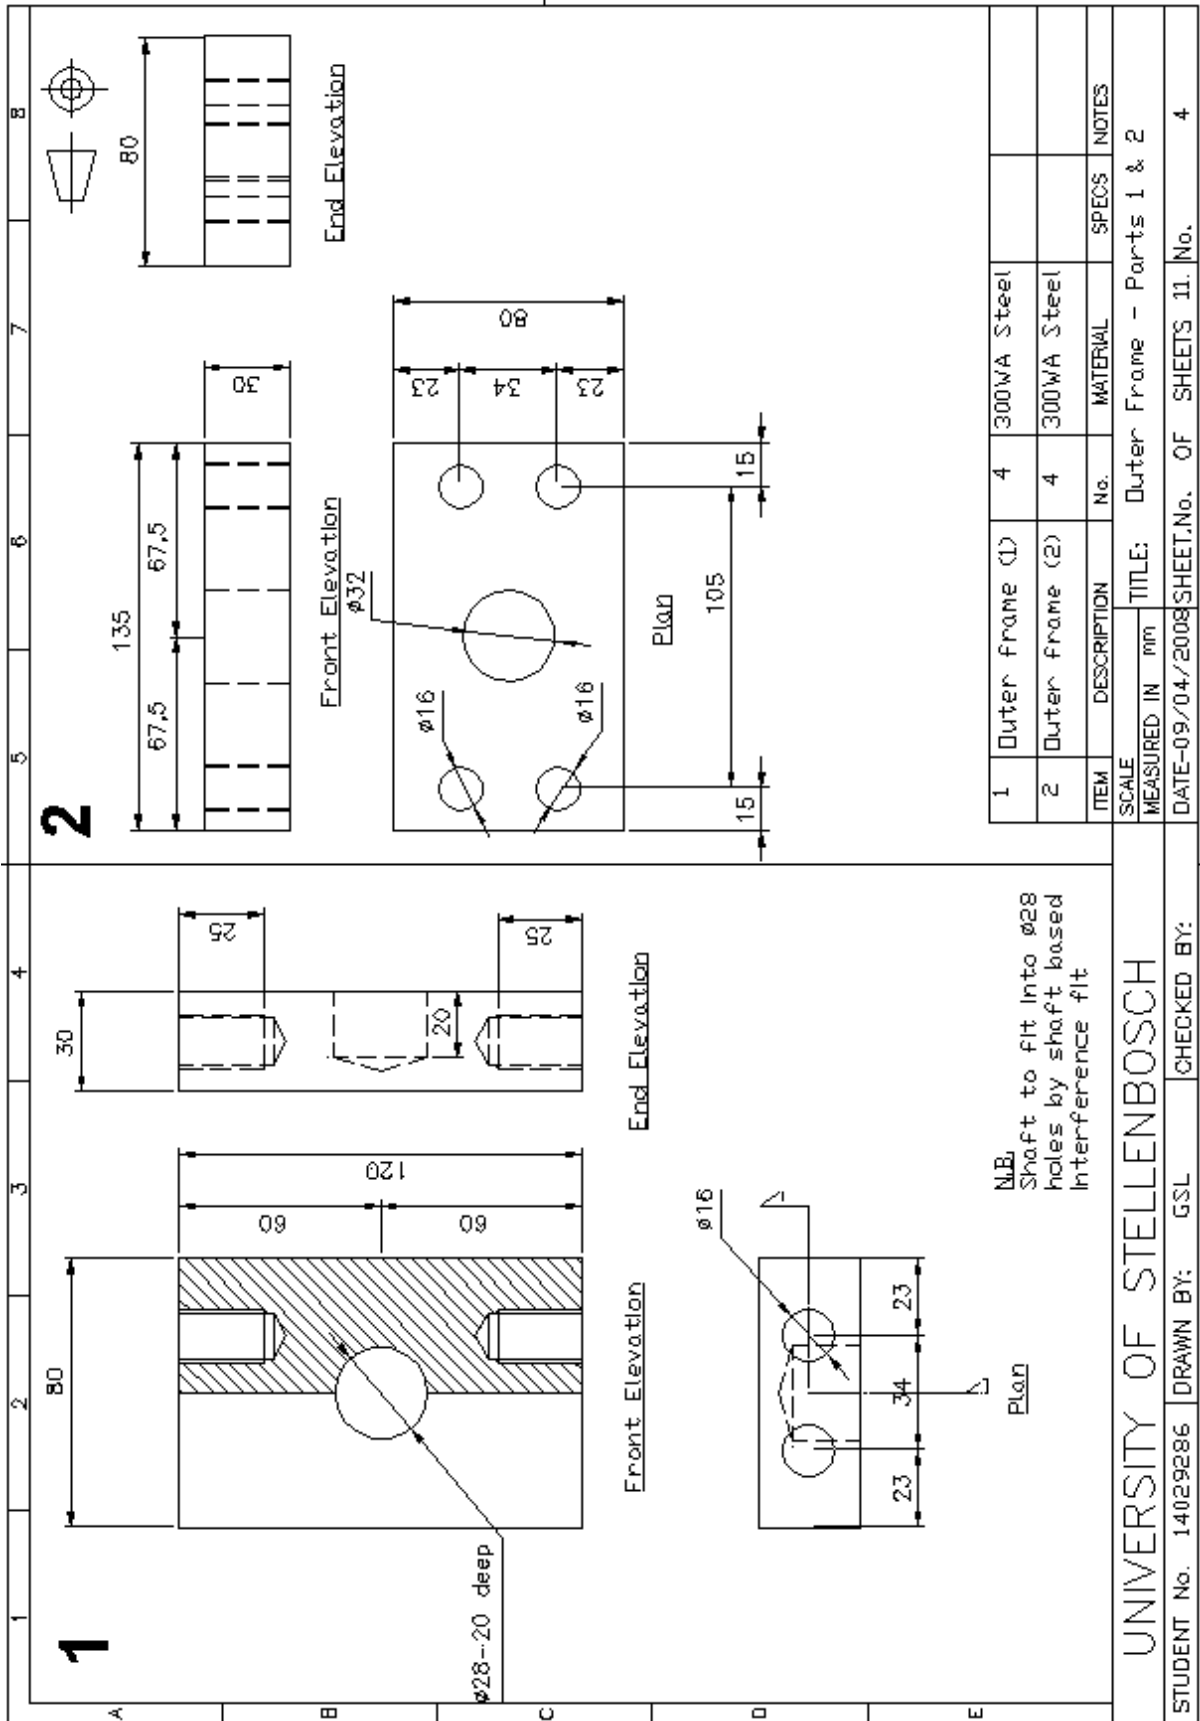 1 2 3 4 5 6 7 8
A
B
C
D
E
1
80
ø28-20 deep
60
60
120
Front Elevation
30
25
25
20
End Elevation
ø16
23
34
23
Plan
N.B.
Shaft to fit into ø28
holes by shaft based
interference fit
2
135
67,5
67,5
30
Front Elevation
80
End Elevation
ø16
ø32
ø16
23
34
23
80
15
105
15
Plan
1 Outer frame (1) 4 300WA Steel
2 Outer frame (2) 4 300WA Steel
ITEM DESCRIPTION No. MATERIAL SPECS NOTES
SCALE
MEASURED IN mm
TITLE: Outer Frame - Parts 1 & 2
UNIVERSITY OF STELLENBOSCH
STUDENT No. 14029286 DRAWN BY: GSL CHECKED BY: DATE-09/04/2008 SHEET.No. OF SHEETS 11. No. 4